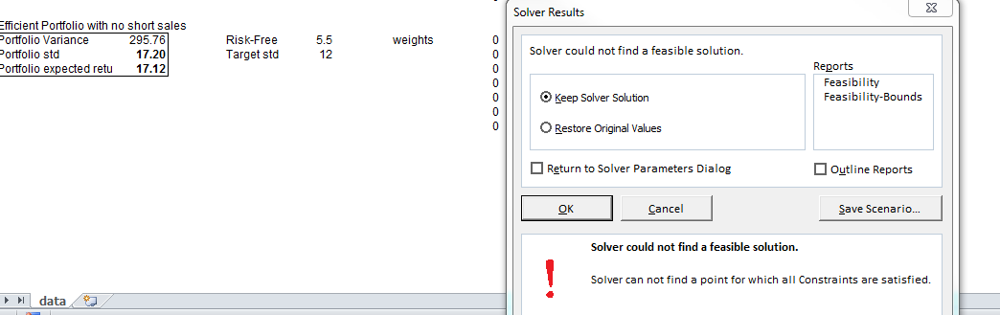 Efficient Portfolio with no short sales
Portfolio Variance 295.76 Risk-Free 5.5 weights 0
Portfolio std 17.20 Target std 12 0
Portfolio expected retu 17.12 0
0
0
0
0
data
Solver Results
Solver could not find a feasible solution.
Reports
Feasibility
Feasibility-Bounds
Keep Solver Solution
Restore Original Values
Return to Solver Parameters Dialog
Outline Reports
OK
Cancel
Save Scenario...
Solver could not find a feasible solution.
Solver can not find a point for which all Constraints are satisfied.